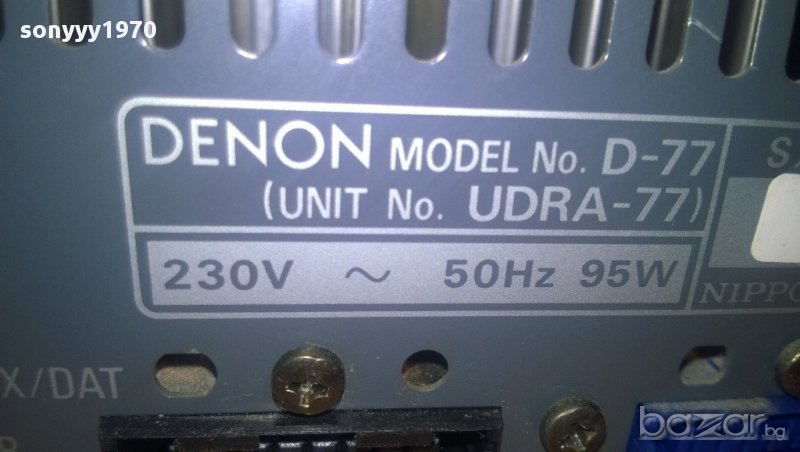 sonyyy1970
DENON MODEL No. D-77
(UNIT No. UDRA-77)
230V ~ 50Hz 95W
NIPPO
X/DAT
bazar.bg